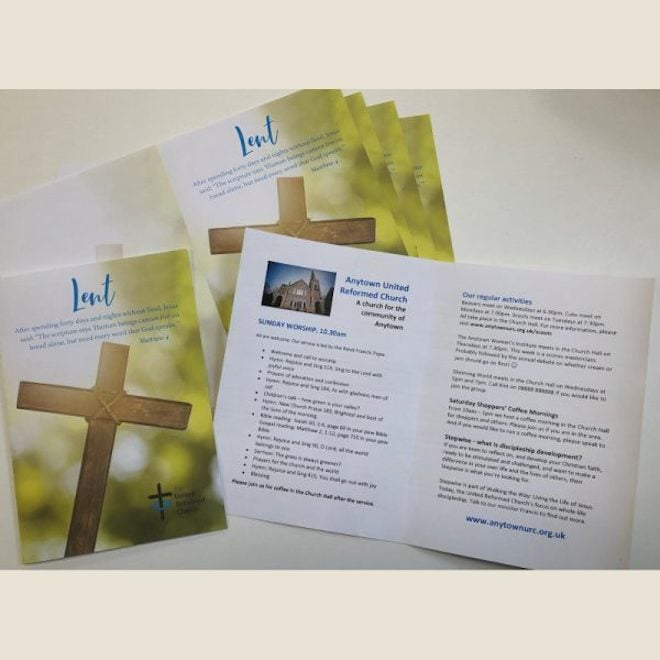 Lent
After spending forty days and nights without food, Jesus
said: "The scripture says 'Human beings cannot live on
bread alone, but need every word that God speaks.'"
Matthew 4
Lent
After spending forty days and nights without food, Jesus
said: "The scripture says 'Human beings cannot live on
bread alone, but need every word that God speaks.'"
Matthew 4
The
United
Reformed
Church
Anytown United
Reformed Church
A church for the
community of
Anytown
SUNDAY WORSHIP: 10.30am
All are welcome. Our service is led by the Revd Francis Pope.
Welcome and call to worship
Hymn: Rejoice and Sing 114, Sing to the Lord with
joyful voice
Prayers of adoration and confession
Hymn: Rejoice and Sing 184, As with gladness men of
old
Children's talk – how green is your valley?
Hymn: New Church Praise 180, Brightest and best of
the sons of the morning
Bible reading: Isaiah 60, 1-6, page 60 in your pew Bible
Gospel reading: Matthew 2, 1-12, page 735 in your pew
Bible
Hymn: Rejoice and Sing 90, O Lord, all the world
belongs to you
Sermon: The grass is always greener?
Prayers for the church and the world
Hymn: Rejoice and Sing 415, You shall go out with joy
Blessing
Please join us for coffee in the Church Hall after the service.
Our regular activities
Beavers meet on Wednesdays at 6.30pm. Cubs meet on
Mondays at 7.00pm. Scouts meet on Tuesdays at 7.30pm.
All take place in the Church Hall. For more information, please
visit www.anytownurc.org.uk/scouts
The Anytown Women's Institute meets in the Church Hall on
Thursdays at 7.30pm. This week is a scones masterclass.
Probably followed by the annual debate on whether cream or
jam should go on first! ☺
Slimming World meets in the Church Hall on Wednesdays at
5pm and 7pm. Call Kim on 08888 888888 if you would like to
join the group.
Saturday Shoppers' Coffee Mornings
From 10am – 1pm we host a coffee morning in the Church Hall
for shoppers and others. Please join us if you are in the area.
And if you would like to run a coffee morning, please speak to
Stepwise – what is discipleship development?
If you are keen to reflect on, and develop your Christian faith,
ready to be stimulated and challenged, and want to make a
difference in your own life and the lives of others, then
Stepwise is what you're looking for.
Stepwise is part of Walking the Way: Living the Life of Jesus
Today, the United Reformed Church's focus on whole-life
discipleship. Talk to our minister Francis to find out more.
www.anytownurc.org.uk